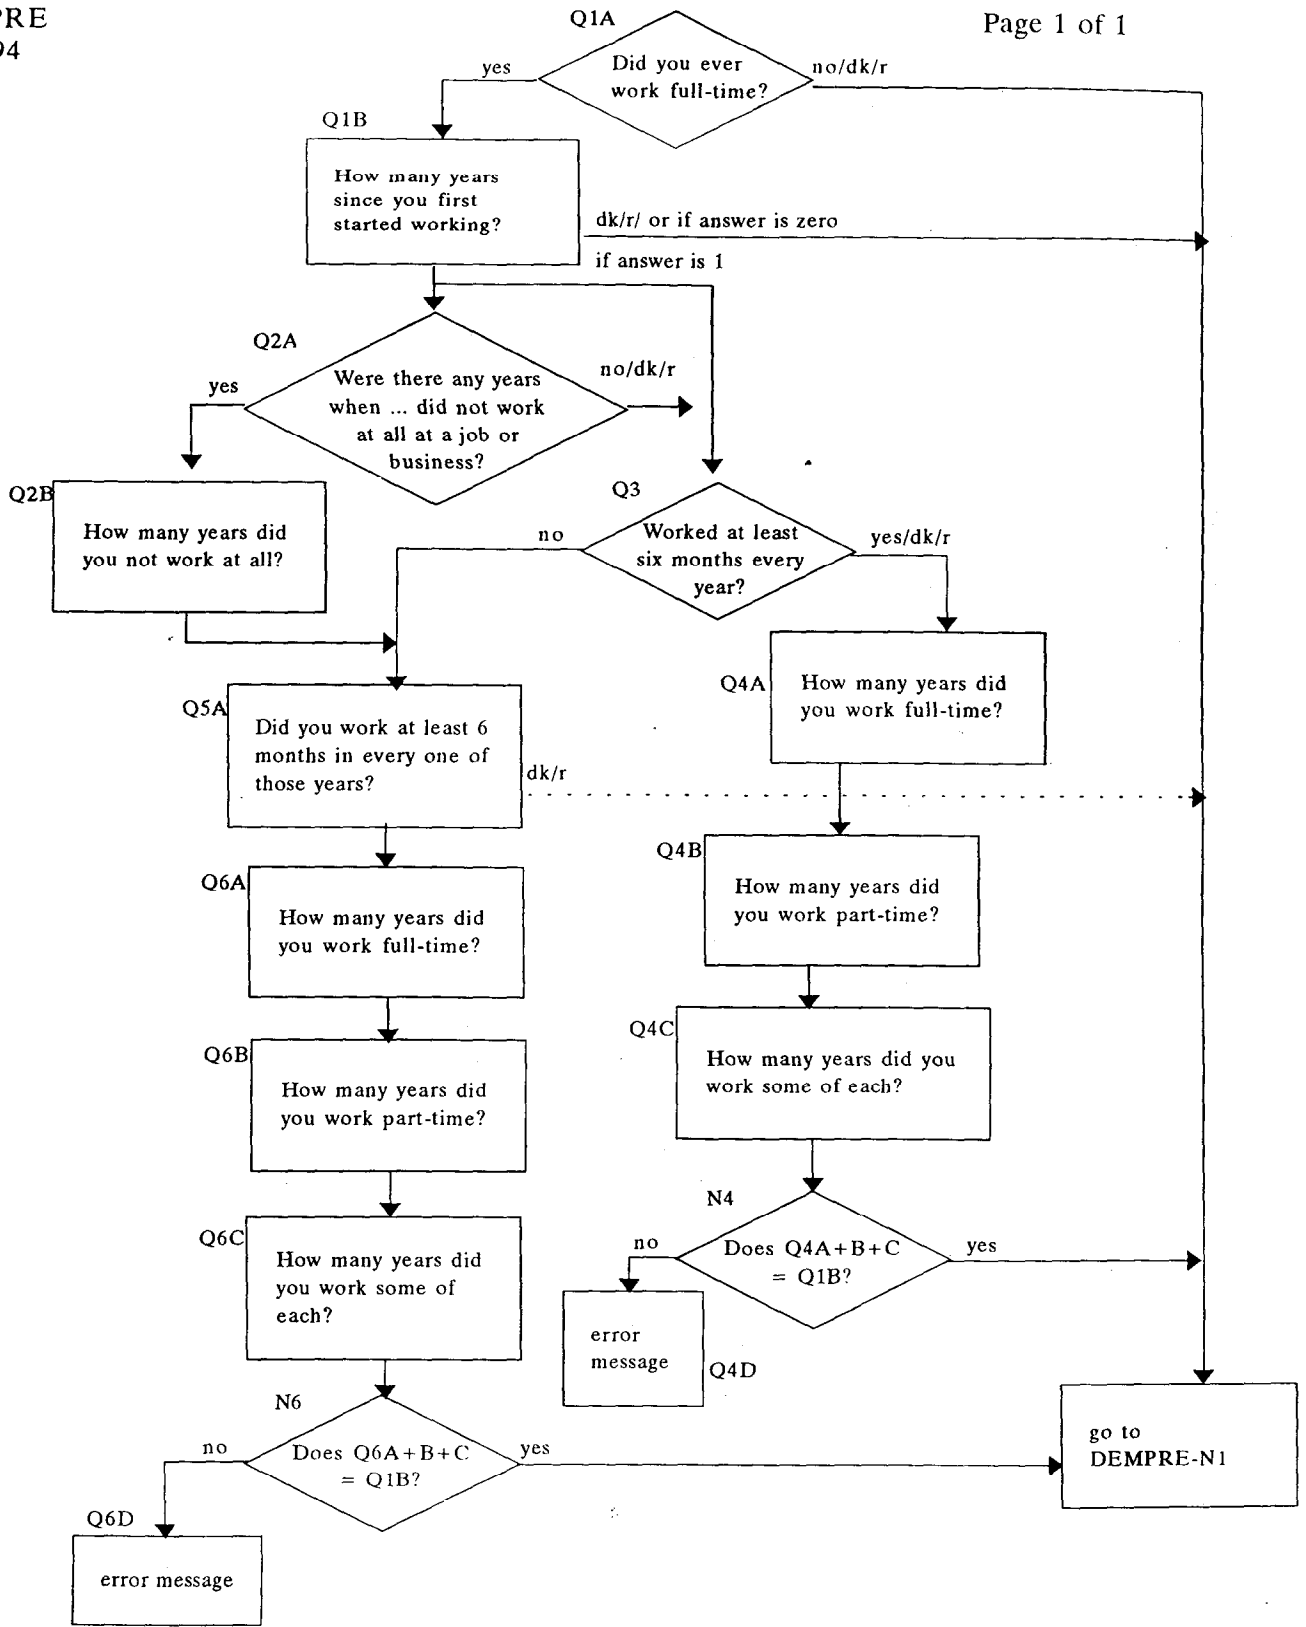 PRE
94
Page 1 of 1
Q1A
Did you ever
work full-time?
yes
no/dk/r
Q1B
How many years
since you first
started working?
dk/r/ or if answer is zero
if answer is 1
Q2A
Were there any years
when ... did not work
at all at a job or
business?
yes
no/dk/r
Q2B
How many years did
you not work at all?
Q3
Worked at least
six months every
year?
no
yes/dk/r
Q4A
How many years did
you work full-time?
Q5A
Did you work at least 6
months in every one of
those years?
dk/r
Q4B
How many years did
you work part-time?
Q6A
How many years did
you work full-time?
Q4C
How many years did you
work some of each?
Q6B
How many years did
you work part-time?
N4
Does Q4A+B+C
= Q1B?
no
yes
Q6C
How many years did
you work some of
each?
error
message
Q4D
N6
Does Q6A+B+C
= Q1B?
no
yes
go to
DEMPRE-N1
Q6D
error message